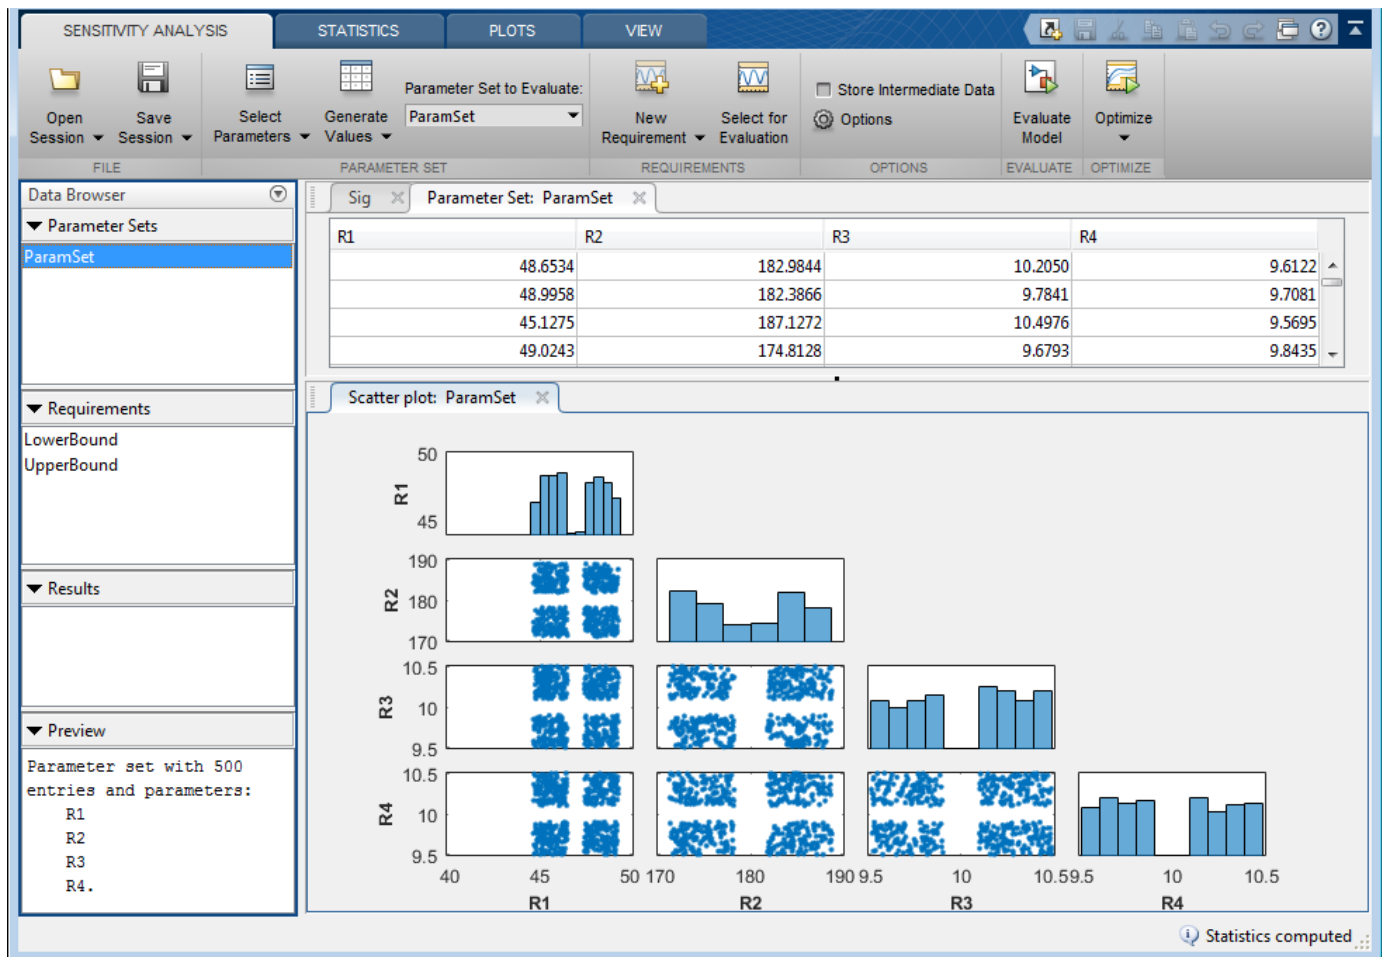 SENSITIVITY ANALYSIS STATISTICS PLOTS VIEW
Open Session
Save Session
Select Parameters
Generate Values
Parameter Set to Evaluate:
ParamSet
New Requirement
Select for Evaluation
Store Intermediate Data
Options
Evaluate Model
Optimize
FILE PARAMETER SET REQUIREMENTS OPTIONS EVALUATE OPTIMIZE
Data Browser
Parameter Sets
ParamSet
Requirements
LowerBound
UpperBound
Results
Preview
Parameter set with 500
entries and parameters:
R1
R2
R3
R4.
Sig Parameter Set: ParamSet
R1 R2 R3 R4
48.6534 182.9844 10.2050 9.6122
48.9958 182.3866 9.7841 9.7081
45.1275 187.1272 10.4976 9.5695
49.0243 174.8128 9.6793 9.8435
Scatter plot: ParamSet
50
R1
45
190
R2
180
170
10.5
R3
10
9.5
10.5
R4
10
9.5
40 45 50 170 180 190 9.5 10 10.5 9.5 10 10.5
R1 R2 R3 R4
Statistics computed